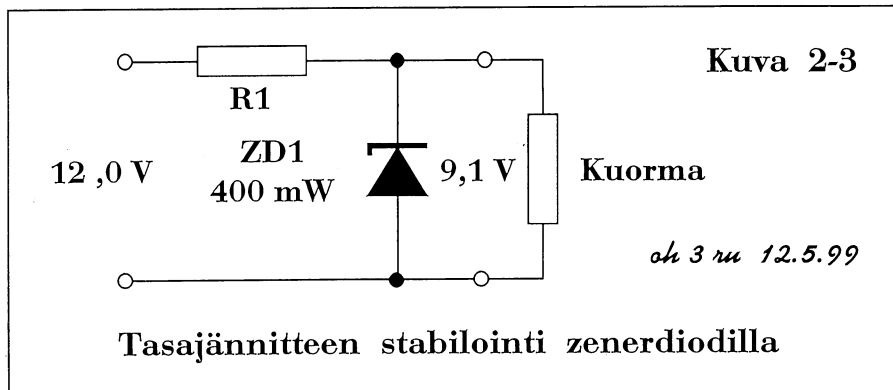 Kuva 2-3
R1
12 ,0 V
ZD1
400 mW
9,1 V
Kuorma
oh 3 ru 12.5.99
Tasajännitteen stabilointi zenerdiodilla